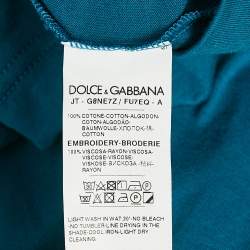 DOLCE & GABBANA
JT - G8NE7Z / FU7EQ - A
100% COTONE-COTTON-ALGODAO
COTON-ALGODÓN-
BAUMWOLLE-ХЛОПОК-
COTTON
EMBROIDERY-BRODERIE
100% VISCOSA-RAYON-VISCOSA-
VISCOSE-VISCOSE-
VISKOSE-ВИСКОЗА
RAYON
LIGHT WASH IN WAT.30°-NO BLEACH
-NO TUMBLE-LINE DRYING IN THE
SHADE-COOL IRON-LIGHT DRY
CLEANING